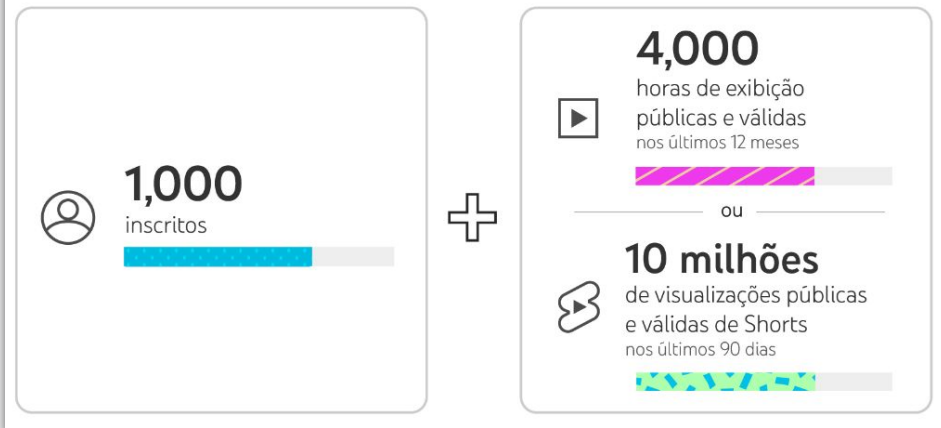 1,000
inscritos
4,000
horas de exibição
públicas e válidas
nos últimos 12 meses
ou
10 milhões
de visualizações públicas
e válidas de Shorts
nos últimos 90 dias